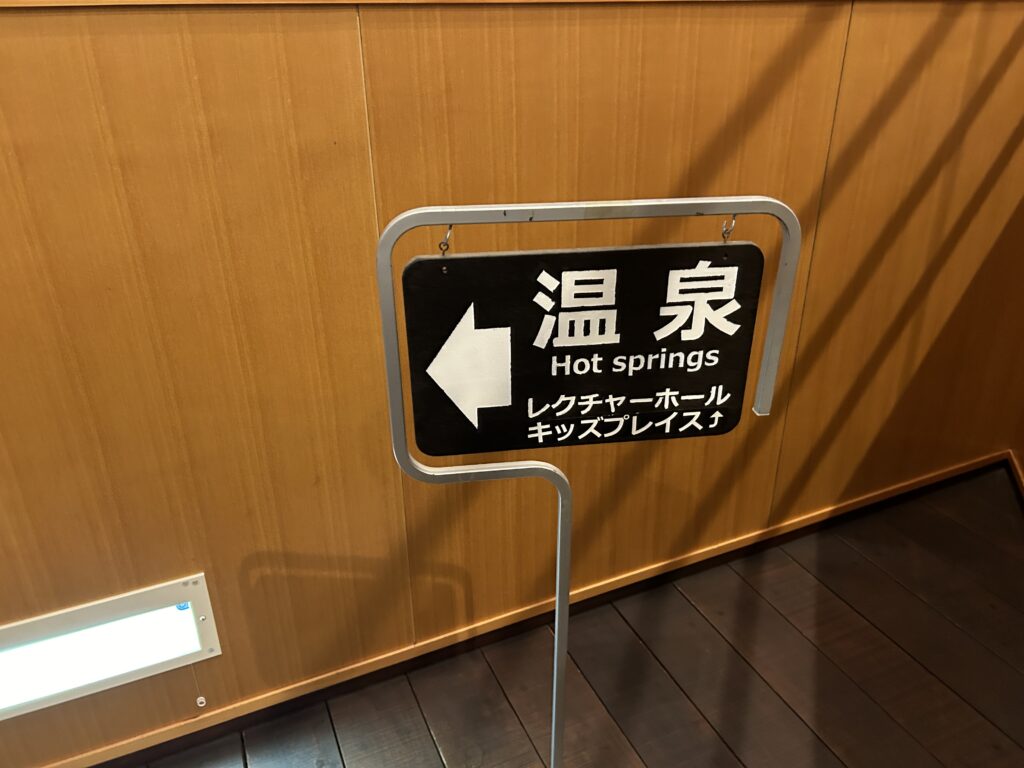 温泉
Hot springs
レクチャーホール
キッズプレイス⤴